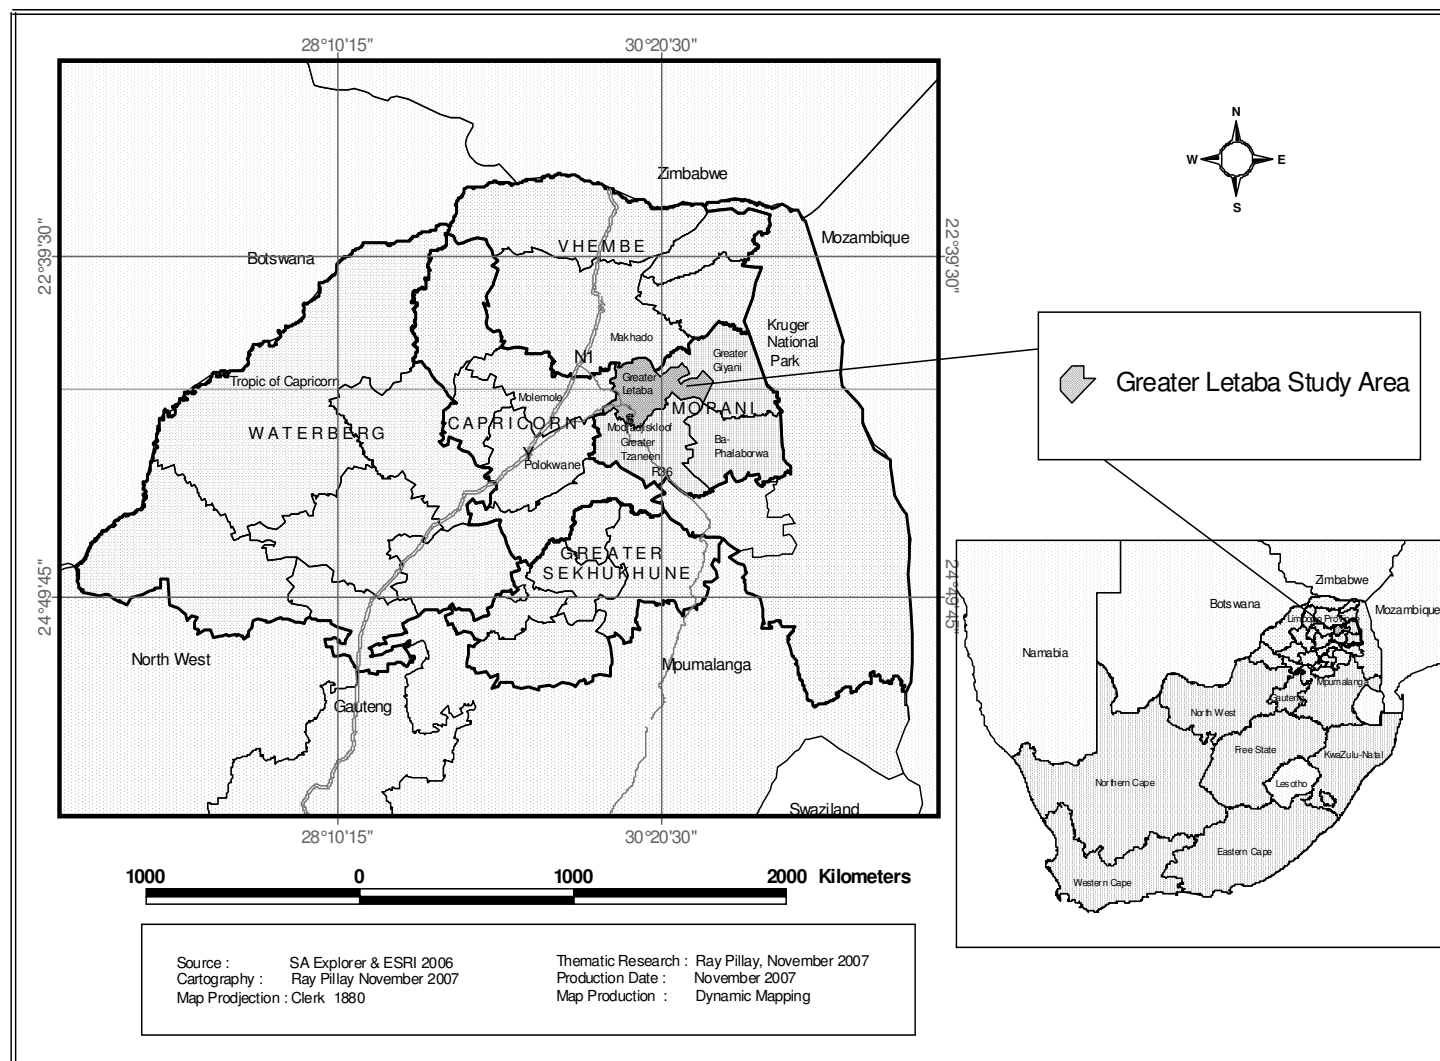 28°10'15" 30°20'30"
N
W E
S
Zimbabwe
Mozambique
VHEMBE
22°39'30" 22°39'30"
Botswana
Kruger
National
Park
Makhado
N1
Greater
Giyani
Greater
Letaba
Tropic of Capricorn
Molemole
MOPANI
CAPRICORN
WATERBERG
Greater
Tzaneen
Ba-
Phalaborwa
Polokwane
R36
GREATER
SEKHUKHUNE
24°49'45" 24°49'45"
North West
Mpumalanga
Gauteng
Swaziland
28°10'15" 30°20'30"
Greater Letaba Study Area
Zimbabwe
Botswana
Mozambique
Limpopo Province
Namabia
Mpumalanga
Gauteng
North West
Free State
KwaZulu-Natal
Northern Cape
Lesotho
Eastern Cape
Western Cape
1000 0 1000 2000 Kilometers
Source : SA Explorer & ESRI 2006
Cartography : Ray Pillay November 2007
Map Prodjection : Clerk 1880
Thematic Research : Ray Pillay, November 2007
Production Date : November 2007
Map Production : Dynamic Mapping